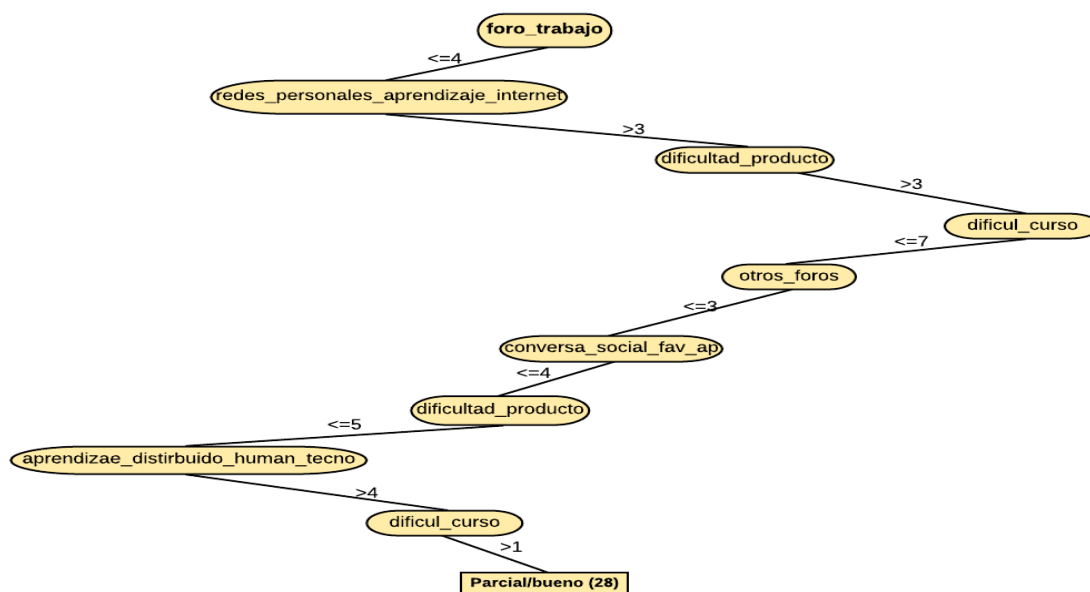 foro_trabajo
<=4
redes_personales_aprendizaje_internet
>3
dificultad_producto
>3
dificul_curso
<=7
otros_foros
<=3
conversa_social_fav_ap
<=4
dificultad_producto
<=5
aprendizae_distirbuido_human_tecno
>4
dificul_curso
>1
Parcial/bueno (28)